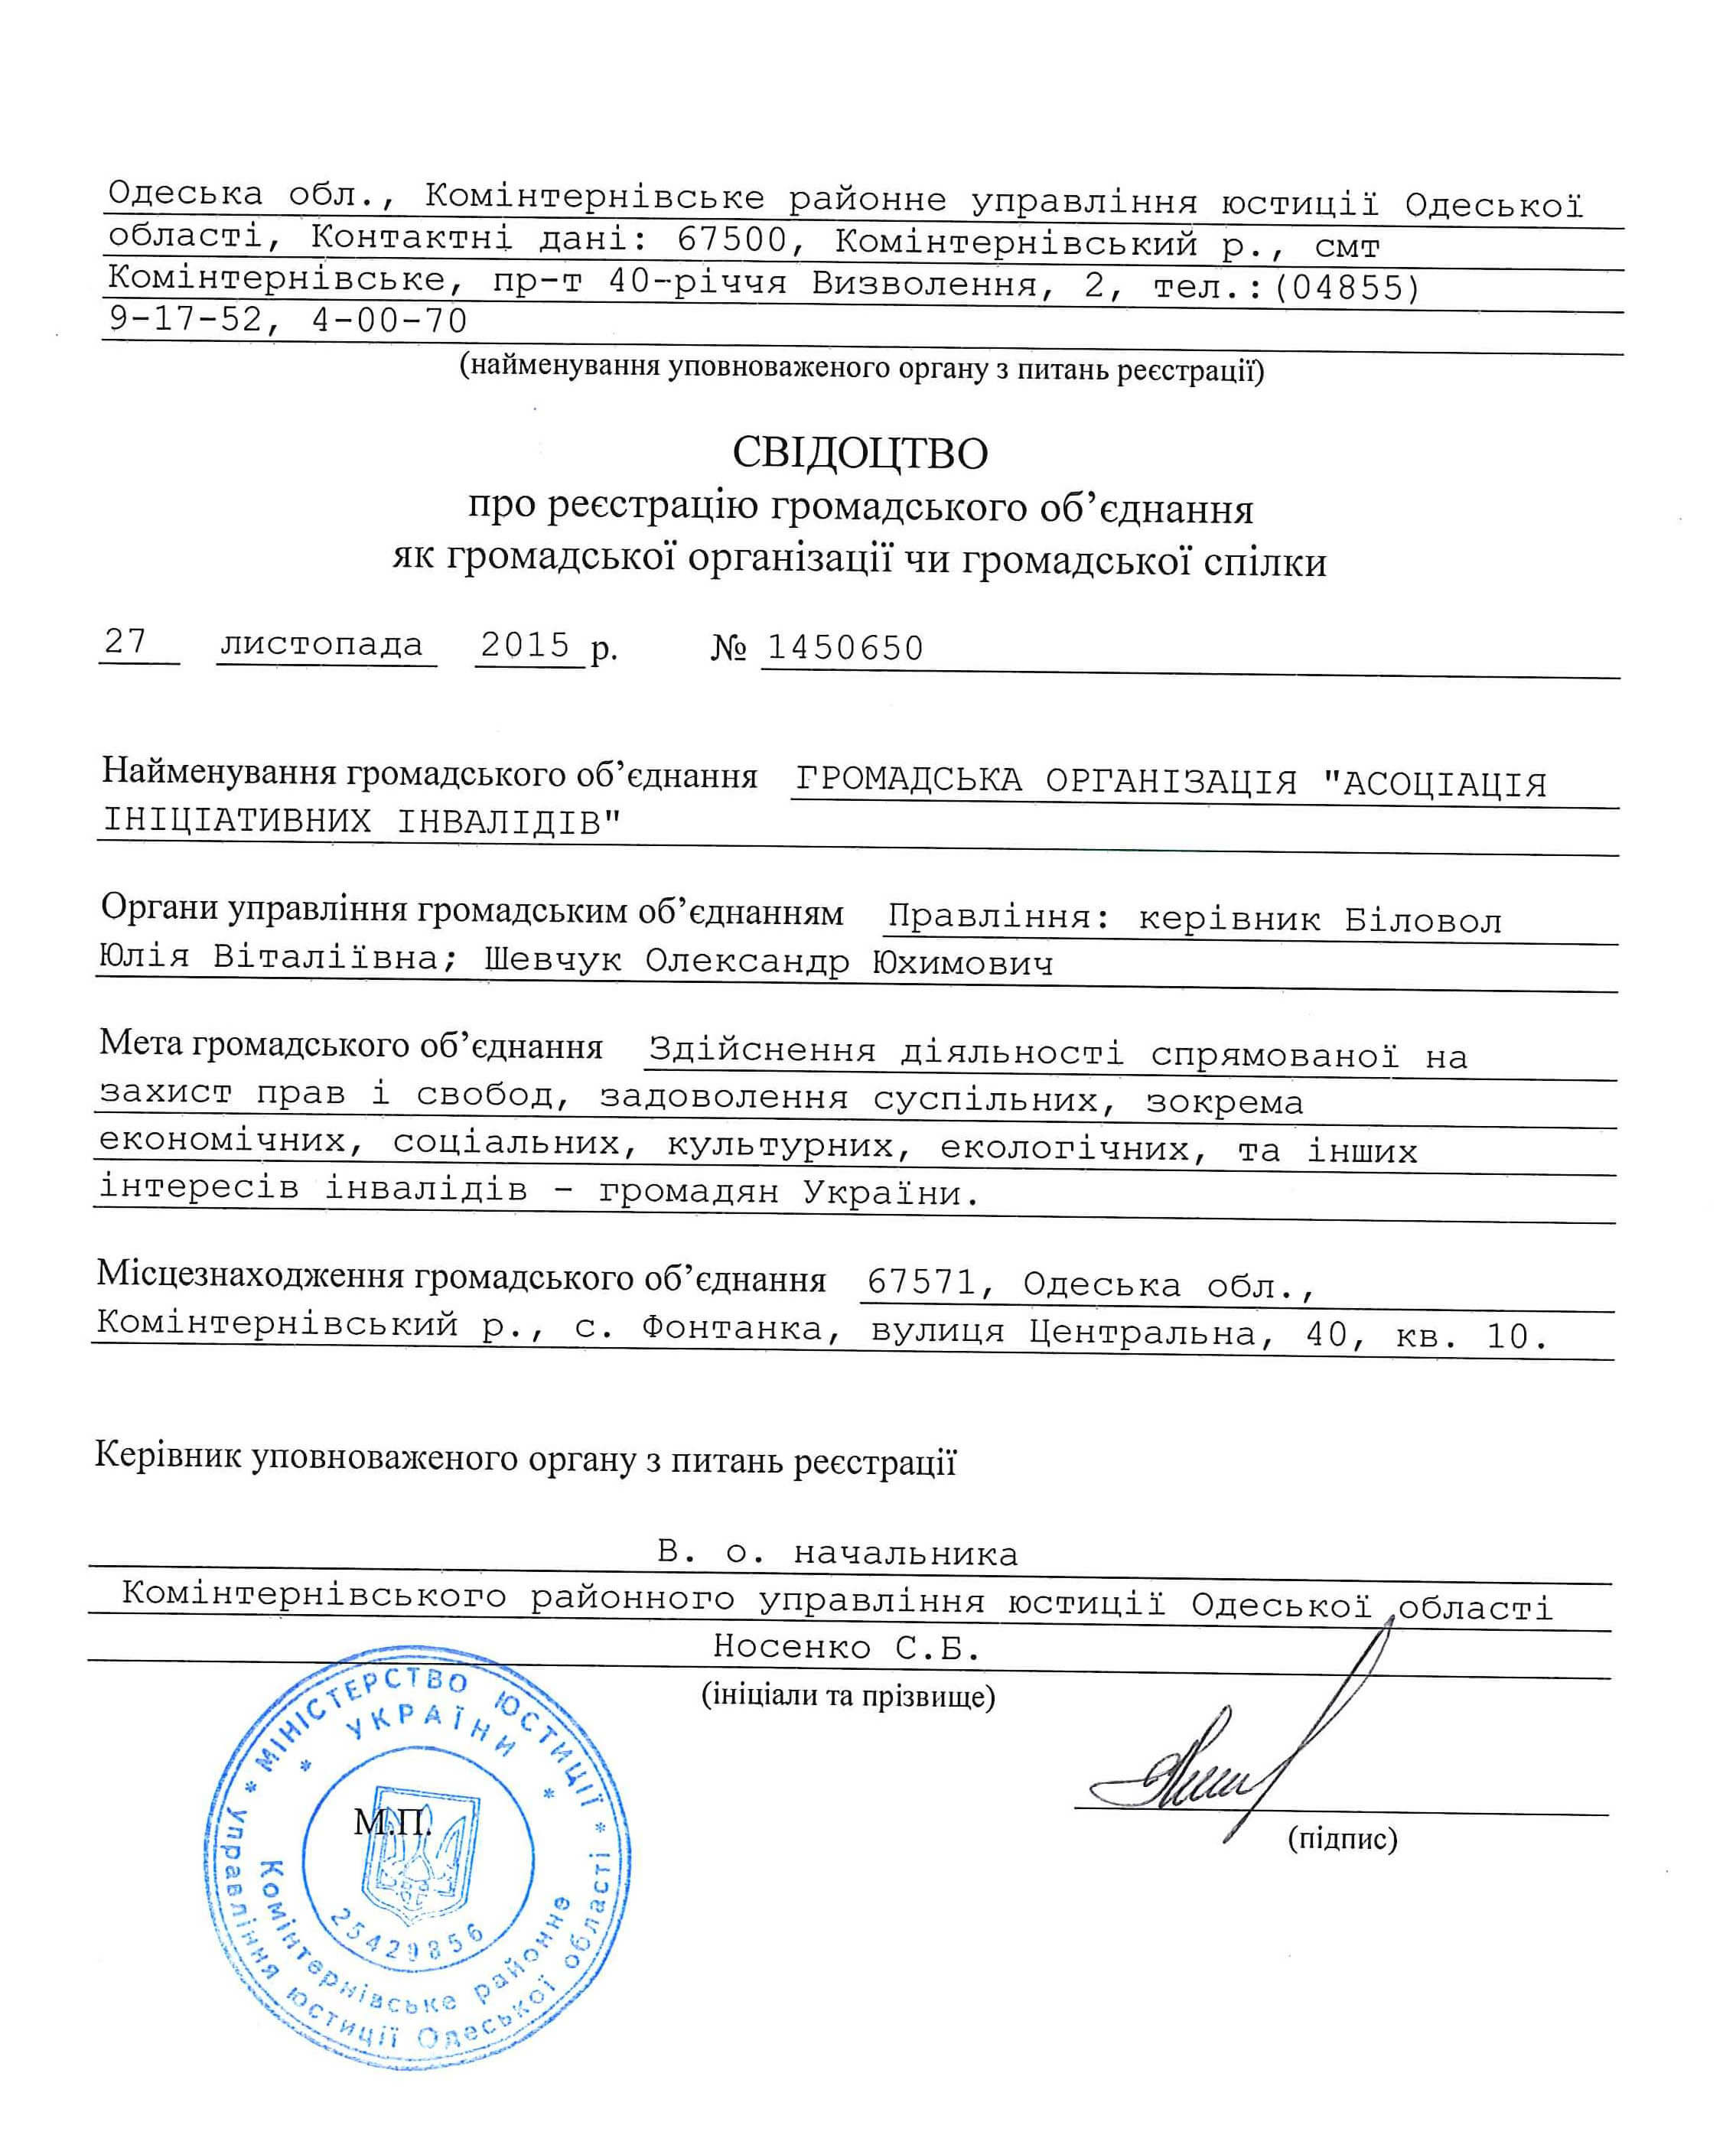 Одеська обл., Комінтернівське районне управління юстиції Одеської
області, Контактні дані: 67500, Комінтернівський р., смт
Комінтернівське, пр-т 40-річчя Визволення, 2, тел.:(04855)
9-17-52, 4-00-70
(найменування уповноваженого органу з питань реєстрації)
СВІДОЦТВО
про реєстрацію громадського об’єднання
як громадської організації чи громадської спілки
27 листопада 2015 р. № 1450650
Найменування громадського об’єднання ГРОМАДСЬКА ОРГАНІЗАЦІЯ "АСОЦІАЦІЯ
ІНІЦІАТИВНИХ ІНВАЛІДІВ"
Органи управління громадським об’єднанням Правління: керівник Біловол
Юлія Віталіївна; Шевчук Олександр Юхимович
Мета громадського об’єднання Здійснення діяльності спрямованої на
захист прав і свобод, задоволення суспільних, зокрема
економічних, соціальних, культурних, екологічних, та інших
інтересів інвалідів – громадян України.
Місцезнаходження громадського об’єднання 67571, Одеська обл.,
Комінтернівський р., с. Фонтанка, вулиця Центральна, 40, кв. 10.
Керівник уповноваженого органу з питань реєстрації
В. о. начальника
Комінтернівського районного управління юстиції Одеської області
Носенко С.Б.
(ініціали та прізвище)
М.П.
(підпис)
* МІНІСТЕРСТВО ЮСТИЦІЇ *
* УКРАЇНИ *
Управління юстиції Одеської області
Комінтернівське районне
25429856